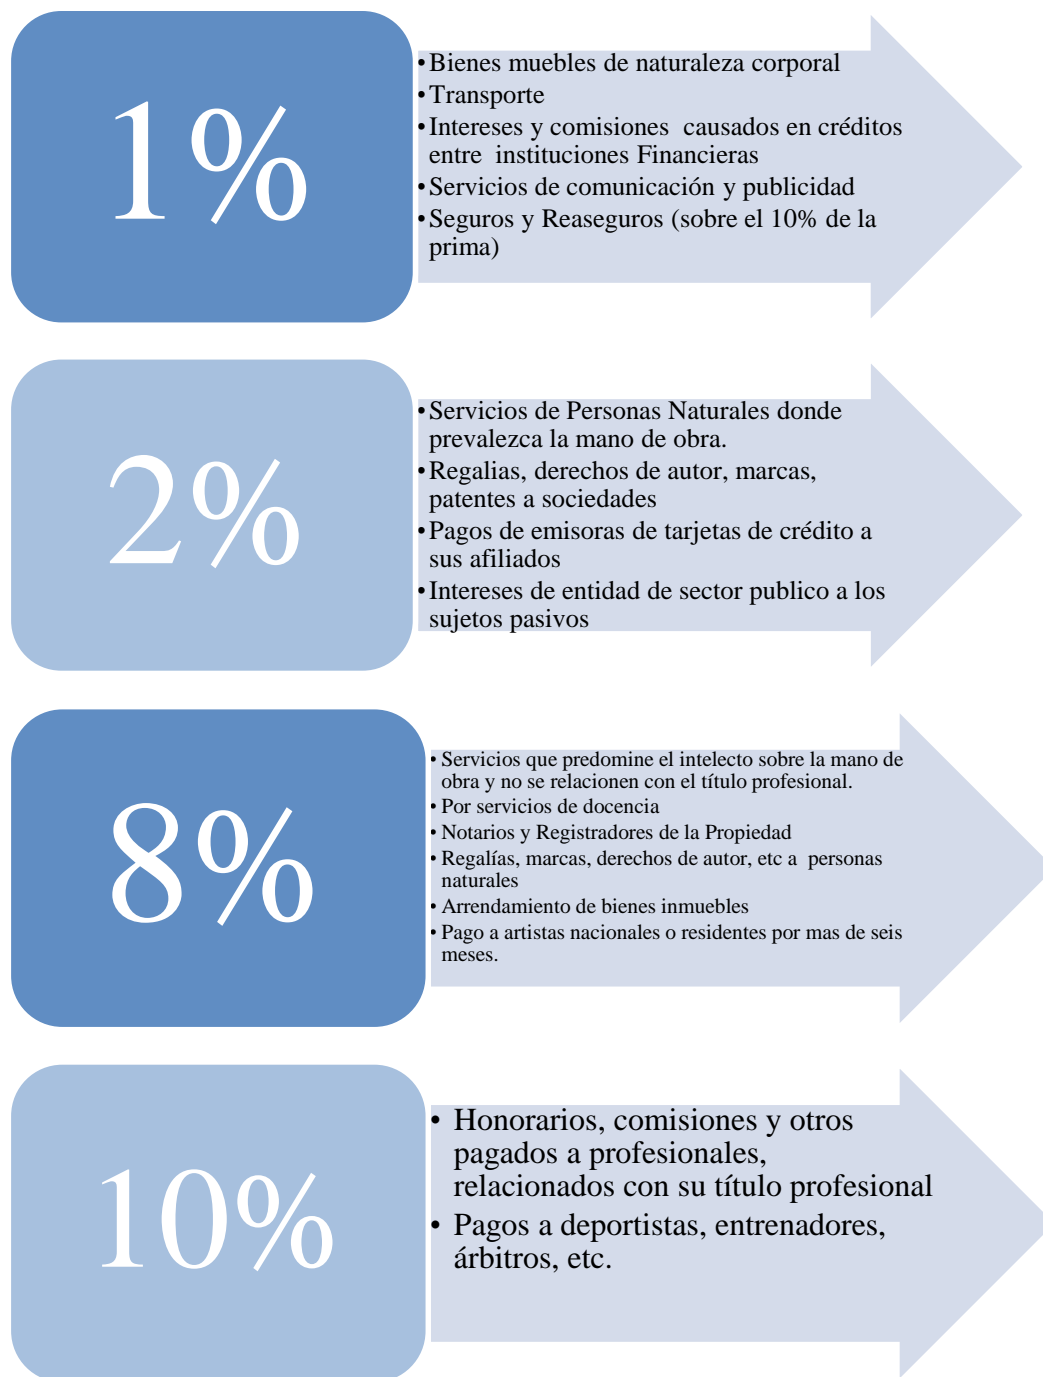 1%
•Bienes muebles de naturaleza corporal
•Transporte
•Intereses y comisiones causados en créditos
entre instituciones Financieras
•Servicios de comunicación y publicidad
•Seguros y Reaseguros (sobre el 10% de la
prima)
2%
•Servicios de Personas Naturales donde
prevalezca la mano de obra.
•Regalias, derechos de autor, marcas,
patentes a sociedades
•Pagos de emisoras de tarjetas de crédito a
sus afiliados
•Intereses de entidad de sector publico a los
sujetos pasivos
8%
• Servicios que predomine el intelecto sobre la mano de
obra y no se relacionen con el título profesional.
• Por servicios de docencia
• Notarios y Registradores de la Propiedad
• Regalías, marcas, derechos de autor, etc a personas
naturales
• Arrendamiento de bienes inmuebles
• Pago a artistas nacionales o residentes por mas de seis
meses.
10%
• Honorarios, comisiones y otros
pagados a profesionales,
relacionados con su título profesional
• Pagos a deportistas, entrenadores,
árbitros, etc.